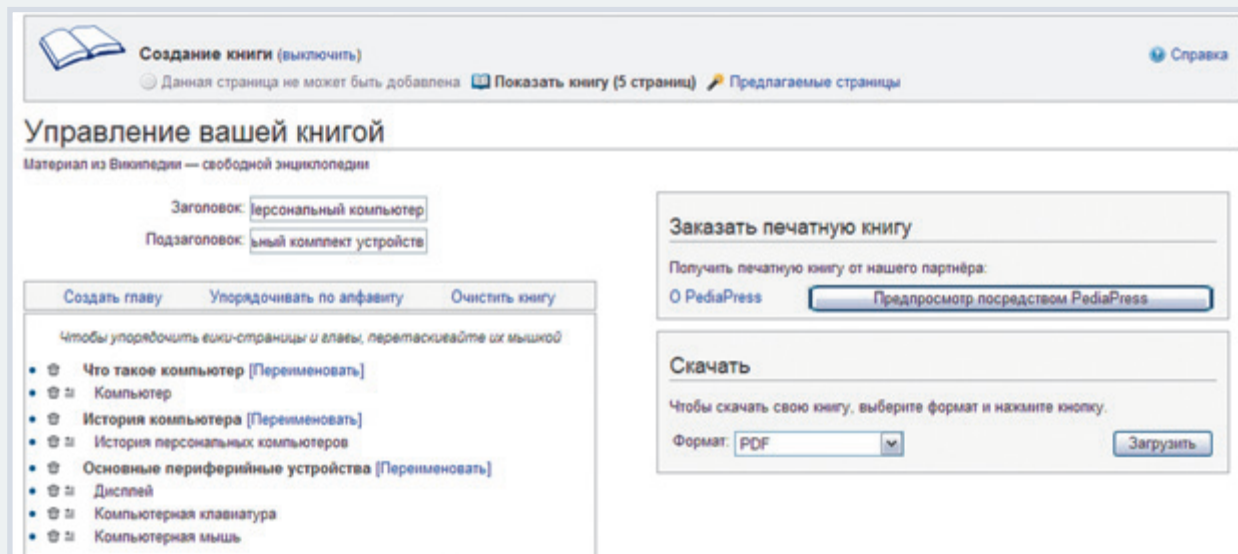 Создание книги (выключить)
Справка
Данная страница не может быть добавлена Показать книгу (5 страниц) Предлагаемые страницы
Управление вашей книгой
Материал из Википедии — свободной энциклопедии
Заголовок: Персональный компьютер
Подзаголовок: ьный комплект устройств
Создать главу Упорядочивать по алфавиту Очистить книгу
Чтобы упорядочить вики-страницы и главы, перетаскивайте их мышкой
Что такое компьютер [Переименовать]
Компьютер
История компьютера [Переименовать]
История персональных компьютеров
Основные периферийные устройства [Переименовать]
Дисплей
Компьютерная клавиатура
Компьютерная мышь
Заказать печатную книгу
Получить печатную книгу от нашего партнёра:
О PediaPress Предпросмотр посредством PediaPress
Скачать
Чтобы скачать свою книгу, выберите формат и нажмите кнопку.
Формат: PDF Загрузить